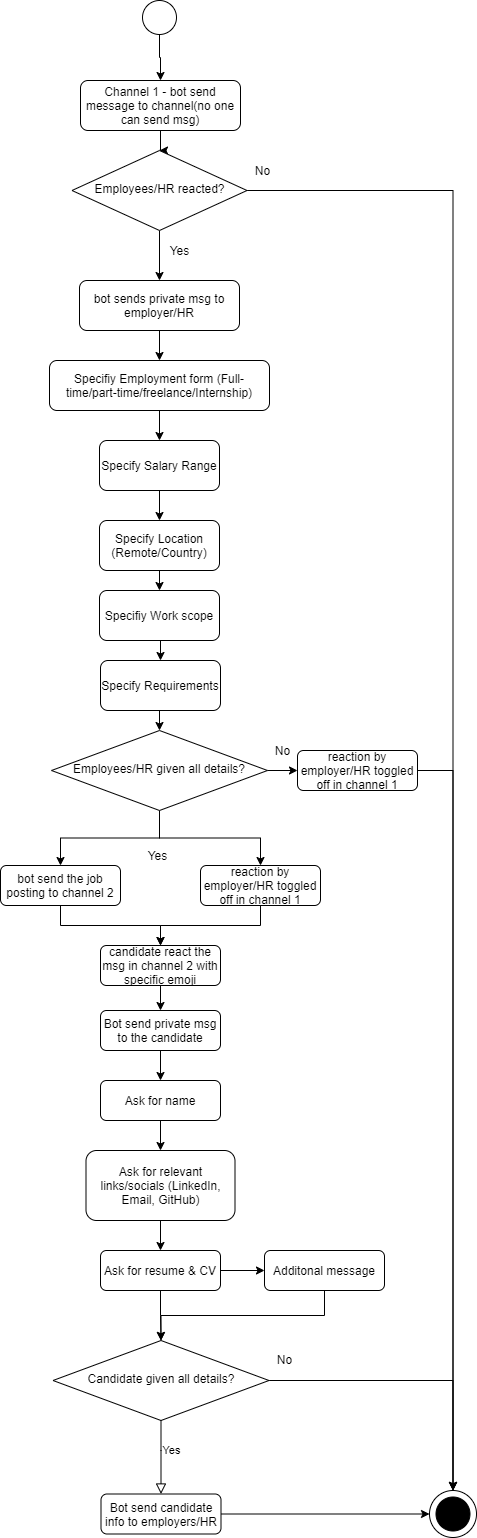 Channel 1 - bot send
message to channel(no one
can send msg)
No
Employees/HR reacted?
Yes
bot sends private msg to
employer/HR
Specifiy Employment form (Full-
time/part-time/freelance/Internship)
Specify Salary Range
Specify Location
(Remote/Country)
Specifiy Work scope
Specify Requirements
Employees/HR given all details?
No
reaction by
employer/HR toggled
off in channel 1
Yes
bot send the job
posting to channel 2
reaction by
employer/HR toggled
off in channel 1
candidate react the
msg in channel 2 with
specific emoji
Bot send private msg
to the candidate
Ask for name
Ask for relevant
links/socials (LinkedIn,
Email, GitHub)
Ask for resume & CV
Additonal message
No
Candidate given all details?
Yes
Bot send candidate
info to employers/HR